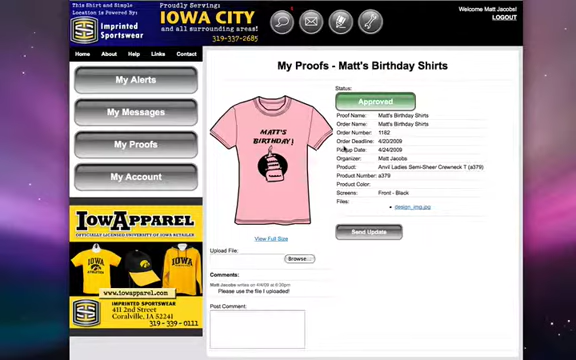 This Shirt and Simple
Location is Powered By:
Imprinted
Sportswear
Proudly Serving:
IOWA CITY
and all surrounding areas!
319-337-2685
Welcome Matt Jacobs!
LOGOUT
Home About Help Links Contact
My Alerts
My Messages
My Proofs
My Account
IOWAPPAREL
OFFICIALLY LICENSED UNIVERSITY OF IOWA RETAILER
IOWA
IOWA
www.iowapparel.com
IMPRINTED SPORTSWEAR
411 2nd Street
Coralville, IA 52241
319 - 339 - 0111
My Proofs - Matt's Birthday Shirts
MATT'S
BIRTHDAY!
View Full Size
Status:
Approved
Proof Name: Matt's Birthday Shirts
Order Name: Matt's Birthday Shirts
Order Number: 1182
Order Deadline: 4/20/2009
Pickup Date: 4/24/2009
Organizer: Matt Jacobs
Product: Anvil Ladies Semi-Sheer Crewneck T (a379)
Product Number: a379
Product Color:
Screens: Front - Black
Files:
design_img.jpg
Send Update
Upload File:
Browse...
Comments:
Please use the file I uploaded!
Post Comment: